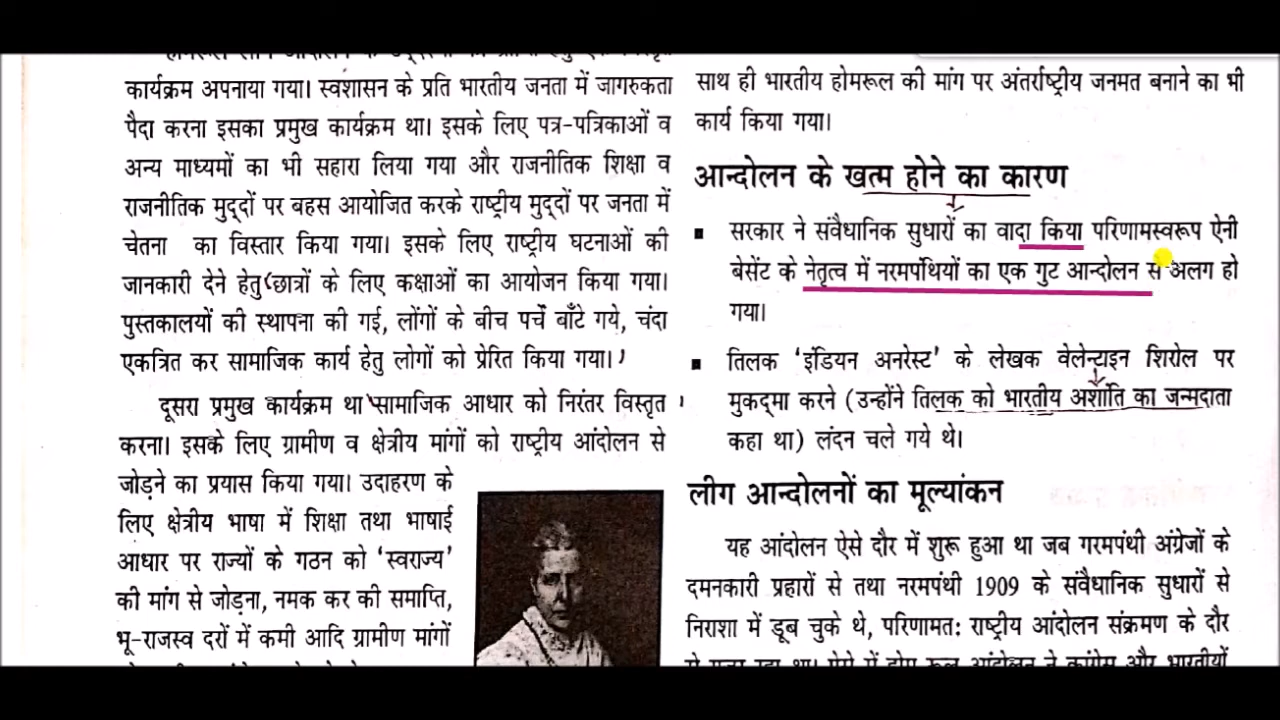 कार्यक्रम अपनाया गया। स्वशासन के प्रति भारतीय जनता में जागरुकता
पैदा करना इसका प्रमुख कार्यक्रम था। इसके लिए पत्र-पत्रिकाओं व
अन्य माध्यमों का भी सहारा लिया गया और राजनीतिक शिक्षा व
राजनीतिक मुद्दों पर बहस आयोजित करके राष्ट्रीय मुद्दों पर जनता में
चेतना का विस्तार किया गया। इसके लिए राष्ट्रीय घटनाओं की
जानकारी देने हेतु छात्रों के लिए कक्षाओं का आयोजन किया गया।
पुस्तकालयों की स्थापना की गई, लोंगों के बीच पर्चे बाँटे गये, चंदा
एकत्रित कर सामाजिक कार्य हेतु लोगों को प्रेरित किया गया।
दूसरा प्रमुख कार्यक्रम था सामाजिक आधार को निरंतर विस्तृत
करना। इसके लिए ग्रामीण व क्षेत्रीय मांगों को राष्ट्रीय आंदोलन से
जोड़ने का प्रयास किया गया। उदाहरण के
लिए क्षेत्रीय भाषा में शिक्षा तथा भाषाई
आधार पर राज्यों के गठन को ‘स्वराज्य’
की मांग से जोड़ना, नमक कर की समाप्ति,
भू-राजस्व दरों में कमी आदि ग्रामीण मांगों
साथ ही भारतीय होमरूल की मांग पर अंतर्राष्ट्रीय जनमत बनाने का भी
कार्य किया गया।
आन्दोलन के खत्म होने का कारण
■ सरकार ने संवैधानिक सुधारों का वादा किया परिणामस्वरूप ऐनी
बेसेंट के नेतृत्व में नरमपंथियों का एक गुट आन्दोलन से अलग हो
गया।
■ तिलक ‘इंडियन अनरेस्ट’ के लेखक वेलेन्टाइन शिरोल पर
मुकद्मा करने (उन्होंने तिलक को भारतीय अशांति का जन्मदाता
कहा था) लंदन चले गये थे।
लीग आन्दोलनों का मूल्यांकन
यह आंदोलन ऐसे दौर में शुरू हुआ था जब गरमपंथी अंग्रेजों के
दमनकारी प्रहारों से तथा नरमपंथी 1909 के संवैधानिक सुधारों से
निराशा में डूब चुके थे, परिणामत: राष्ट्रीय आंदोलन संक्रमण के दौर